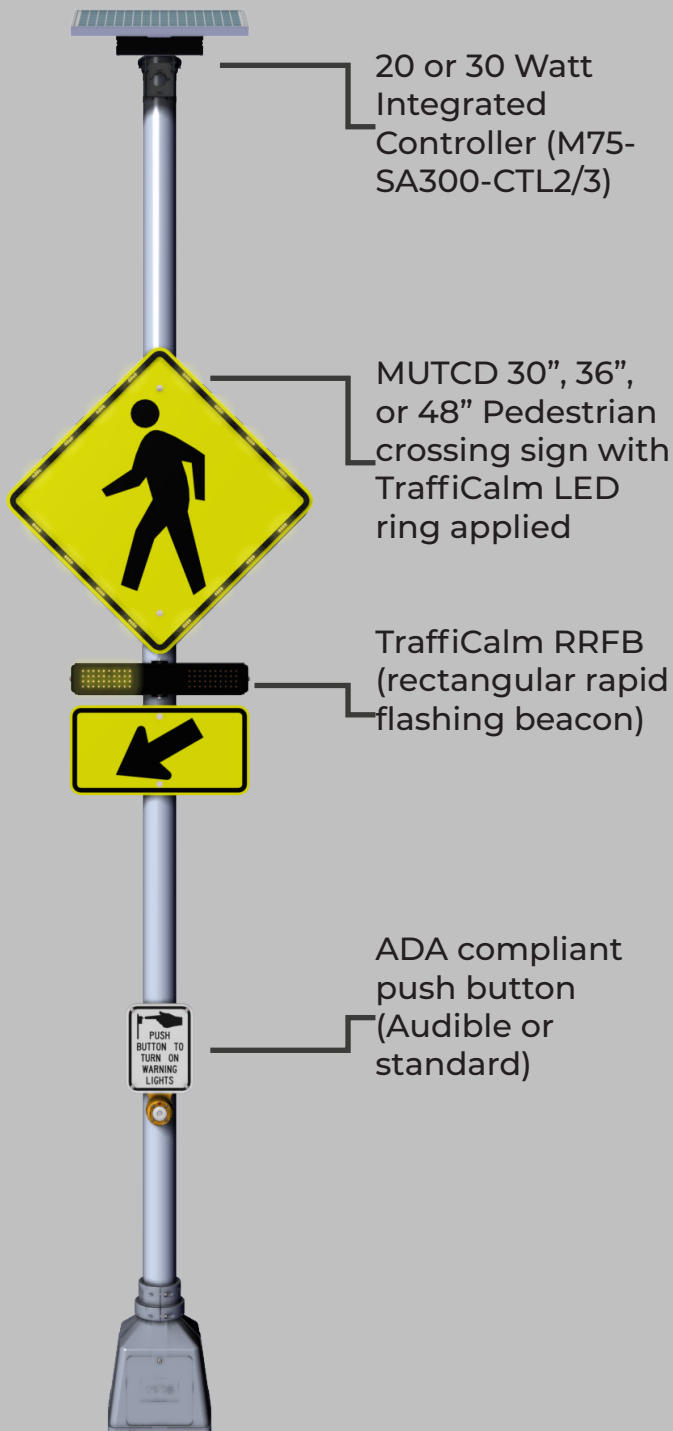 20 or 30 Watt
Integrated
Controller (M75-
SA300-CTL2/3)
MUTCD 30”, 36”,
or 48” Pedestrian
crossing sign with
TraffiCalm LED
ring applied
TraffiCalm RRFB
(rectangular rapid
flashing beacon)
ADA compliant
push button
(Audible or
standard)
PUSH
BUTTON TO
TURN ON
WARNING
LIGHTS